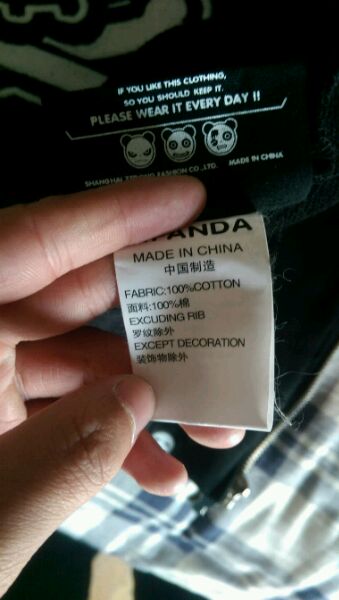 IF YOU LIKE THIS CLOTHING,
SO YOU SHOULD KEEP IT.
PLEASE WEAR IT EVERY DAY !!
SHANGHAI FASHION CO.,LTD. MADE IN CHINA
PANDA
MADE IN CHINA
中国制造
FABRIC:100%COTTON
面料:100%棉
EXCUDING RIB
罗纹除外
EXCEPT DECORATION
装饰物除外